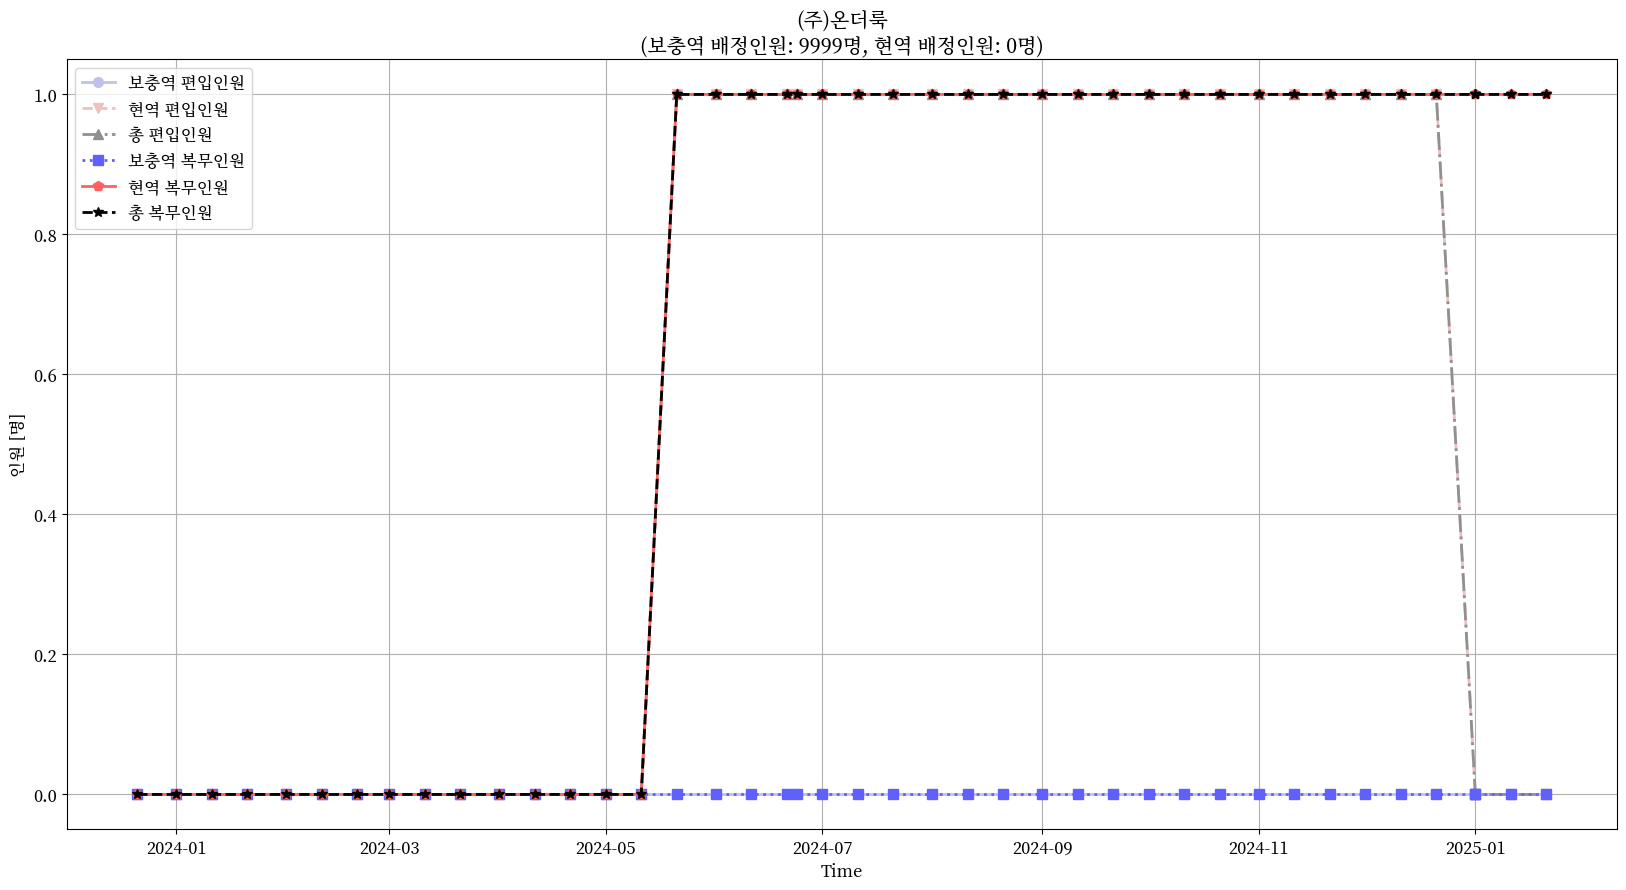 (주)온더룩
(보충역 배정인원: 9999명, 현역 배정인원: 0명)
보충역 편입인원
현역 편입인원
총 편입인원
보충역 복무인원
현역 복무인원
총 복무인원
인원 [명]
1.0
0.8
0.6
0.4
0.2
0.0
2024-01
2024-03
2024-05
2024-07
2024-09
2024-11
2025-01
Time